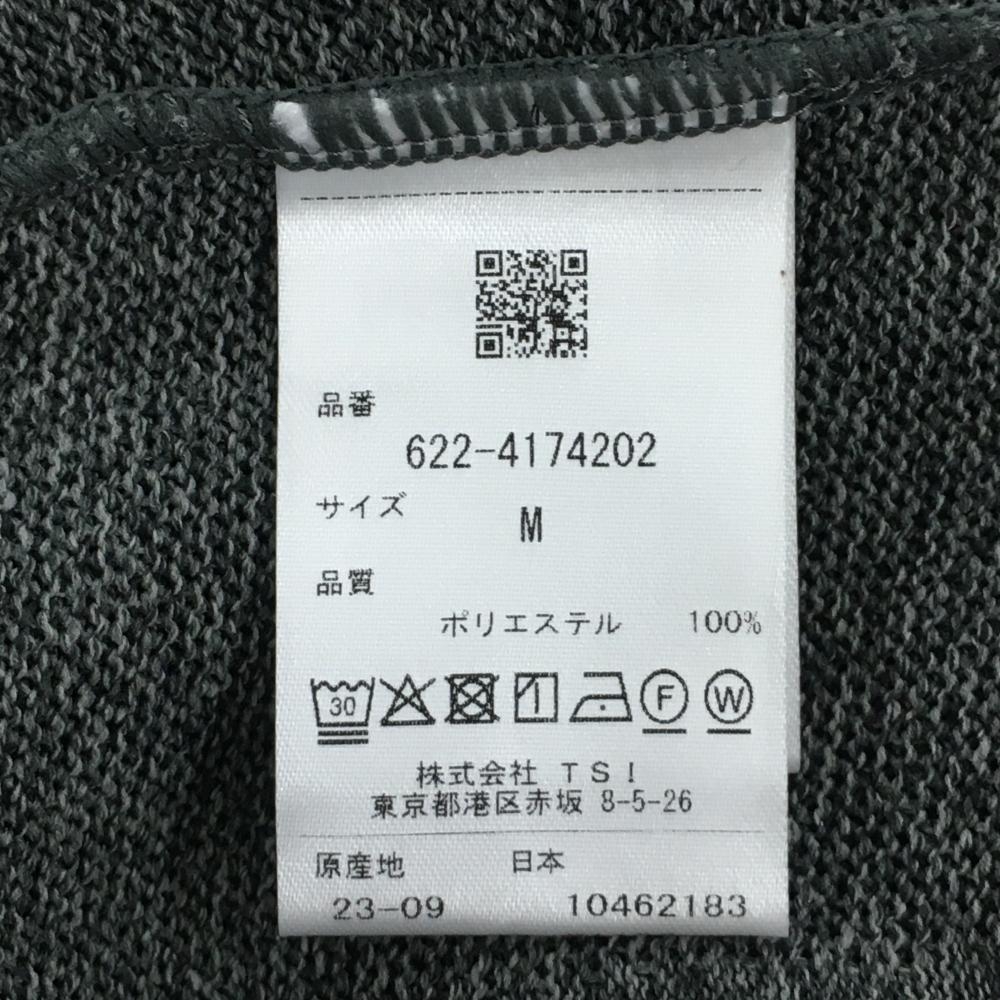 品番
622-4174202
サイズ M
品質
ポリエステル 100%
30 F W
株式会社 TSI
東京都港区赤坂 8-5-26
原産地 日本
23-09 10462183